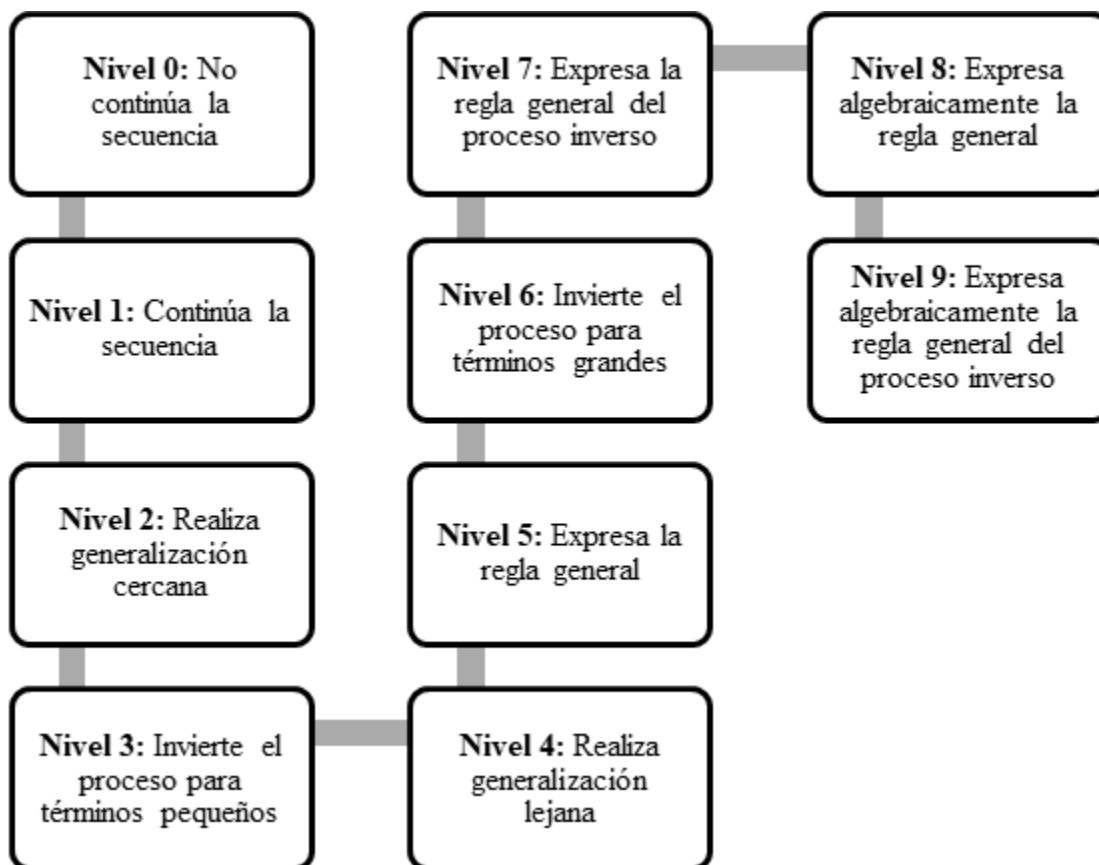 Nivel 0: No
continúa la
secuencia
Nivel 1: Continúa la
secuencia
Nivel 2: Realiza
generalización
cercana
Nivel 3: Invierte el
proceso para
términos pequeños
Nivel 4: Realiza
generalización
lejana
Nivel 5: Expresa la
regla general
Nivel 6: Invierte el
proceso para
términos grandes
Nivel 7: Expresa la
regla general del
proceso inverso
Nivel 8: Expresa
algebraicamente la
regla general
Nivel 9: Expresa
algebraicamente la
regla general del
proceso inverso